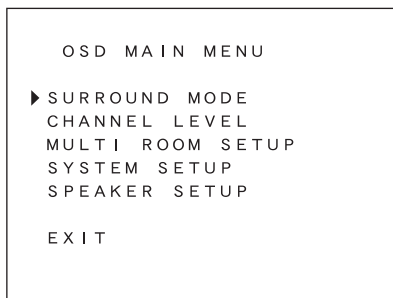 OSD MAIN MENU
SURROUND MODE
CHANNEL LEVEL
MULTI ROOM SETUP
SYSTEM SETUP
SPEAKER SETUP
EXIT